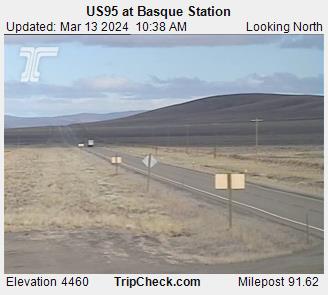 US95 at Basque Station
Updated: Mar 13 2024 10:38 AM Looking North
Elevation 4460 TripCheck.com Milepost 91.62